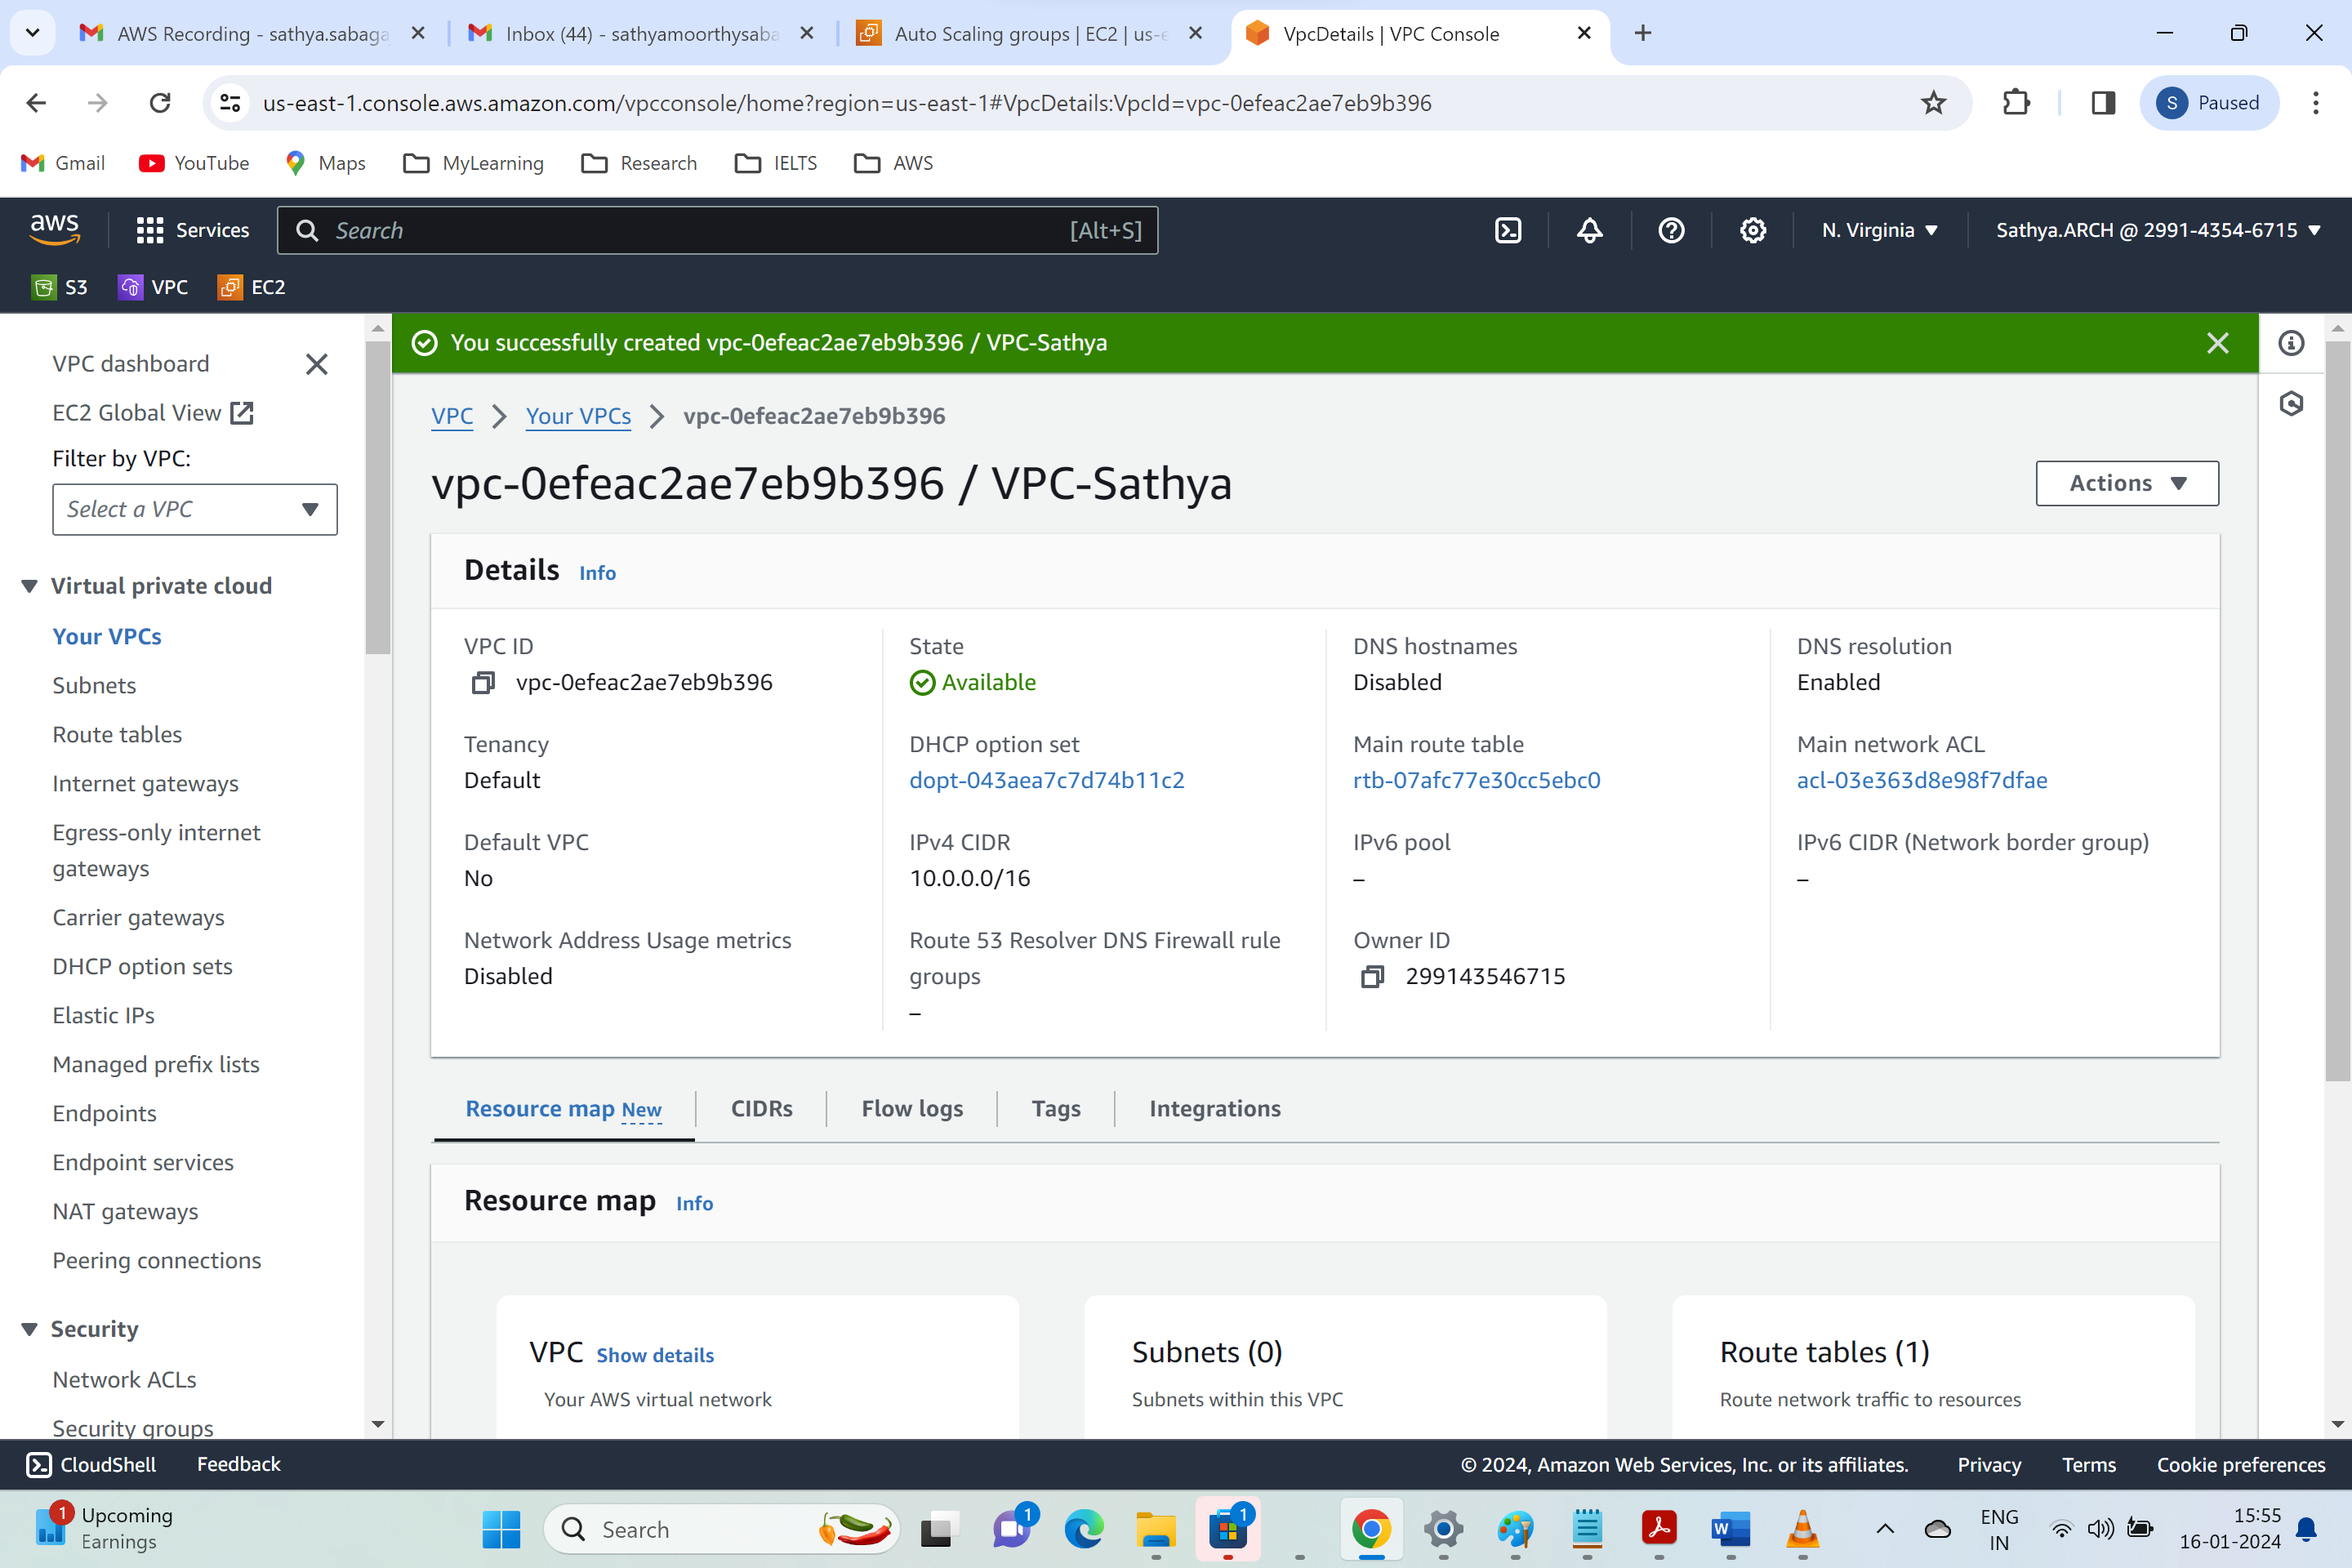 AWS Recording - sathya.sabaga
Inbox (44) - sathyamoorthysaba
Auto Scaling groups | EC2 | us-e
VpcDetails | VPC Console
us-east-1.console.aws.amazon.com/vpcconsole/home?region=us-east-1#VpcDetails:VpcId=vpc-0efeac2ae7eb9b396
S Paused
Gmail YouTube Maps MyLearning Research IELTS AWS
aws Services Search [Alt+S] N. Virginia Sathya.ARCH @ 2991-4354-6715
S3 VPC EC2
VPC dashboard
EC2 Global View
Filter by VPC:
Select a VPC
Virtual private cloud
Your VPCs
Subnets
Route tables
Internet gateways
Egress-only internet
gateways
Carrier gateways
DHCP option sets
Elastic IPs
Managed prefix lists
Endpoints
Endpoint services
NAT gateways
Peering connections
Security
Network ACLs
Security groups
You successfully created vpc-0efeac2ae7eb9b396 / VPC-Sathya
VPC Your VPCs vpc-0efeac2ae7eb9b396
vpc-0efeac2ae7eb9b396 / VPC-Sathya
Actions
Details Info
VPC ID
vpc-0efeac2ae7eb9b396
State
Available
DNS hostnames
Disabled
DNS resolution
Enabled
Tenancy
Default
DHCP option set
dopt-043aea7c7d74b11c2
Main route table
rtb-07afc77e30cc5ebc0
Main network ACL
acl-03e363d8e98f7dfae
Default VPC
No
IPv4 CIDR
10.0.0.0/16
IPv6 pool
–
IPv6 CIDR (Network border group)
–
Network Address Usage metrics
Disabled
Route 53 Resolver DNS Firewall rule
groups
–
Owner ID
299143546715
Resource map New CIDRs Flow logs Tags Integrations
Resource map Info
VPC Show details
Your AWS virtual network
Subnets (0)
Subnets within this VPC
Route tables (1)
Route network traffic to resources
CloudShell Feedback © 2024, Amazon Web Services, Inc. or its affiliates. Privacy Terms Cookie preferences
1 Upcoming
Earnings
Search
1
1
W
ENG
IN
15:55
16-01-2024